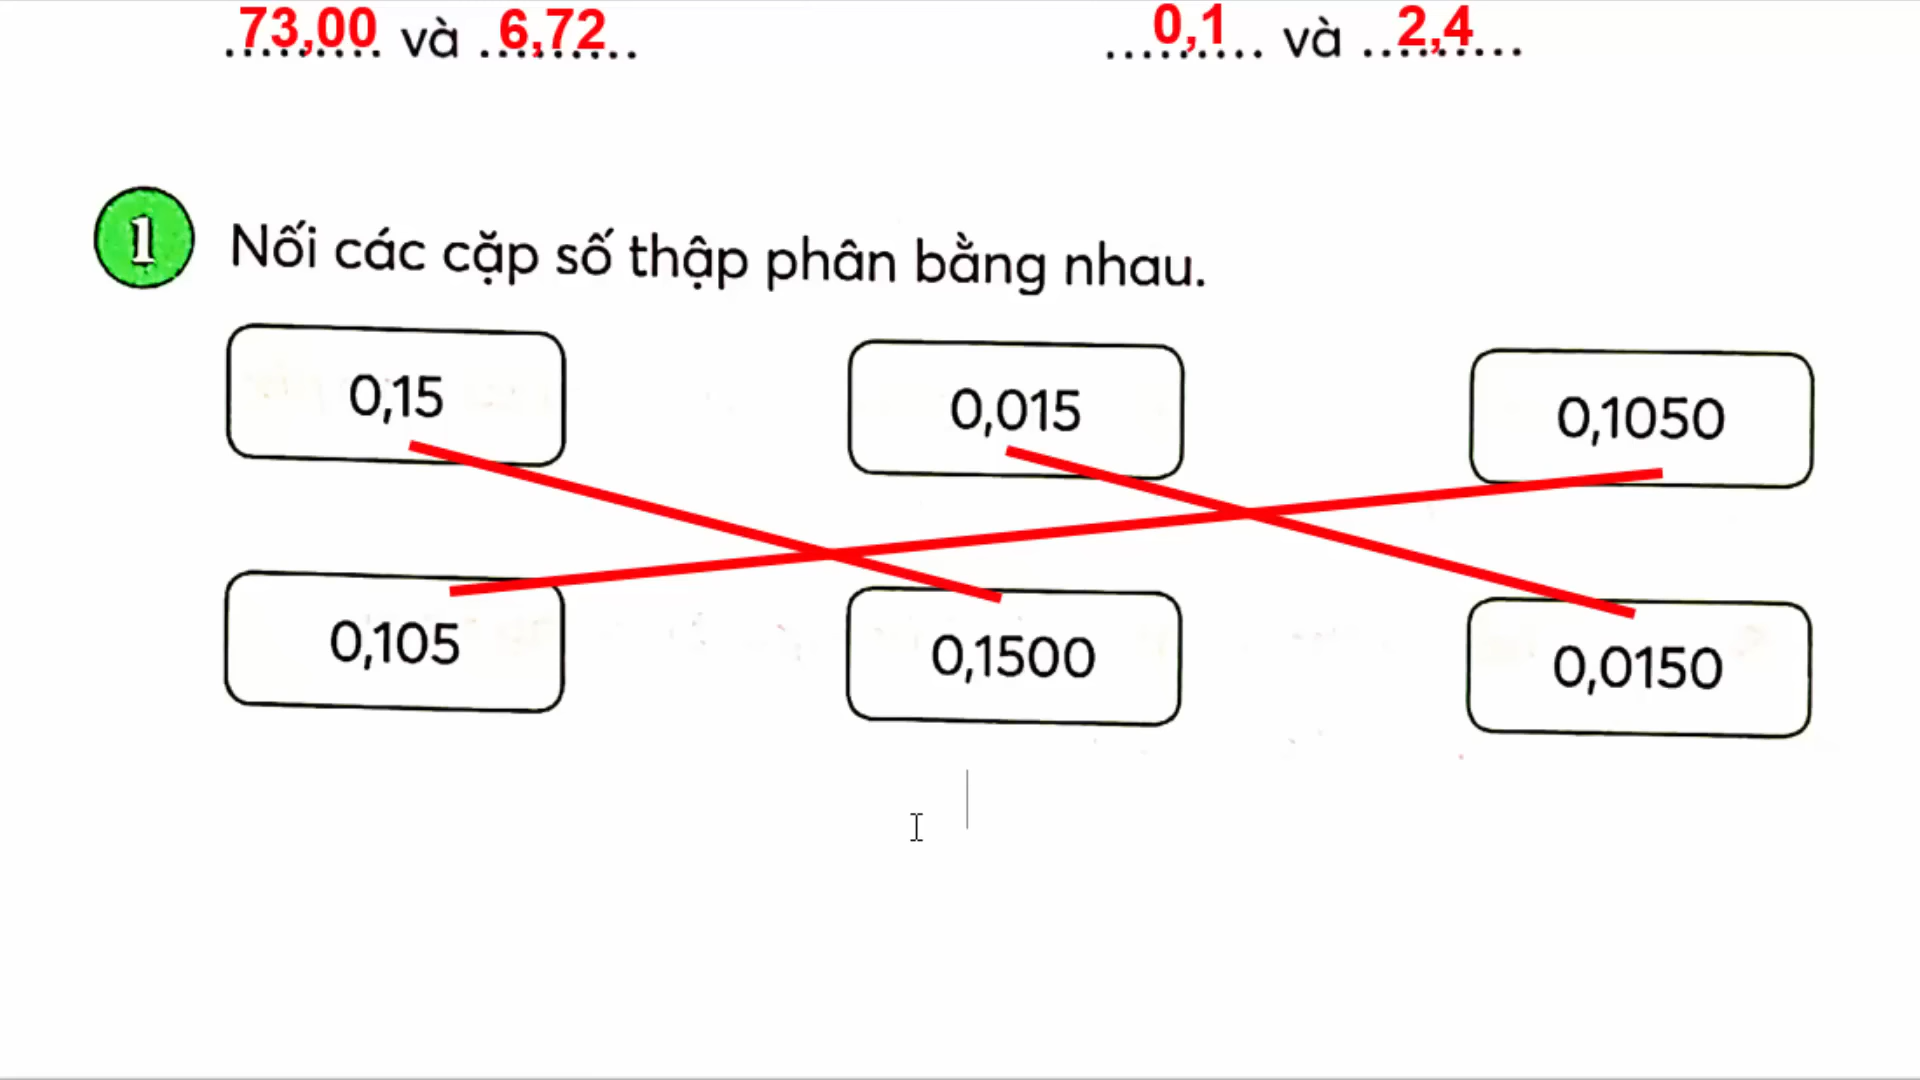 73,00 và 6,72
0,1 và 2,4
1 Nối các cặp số thập phân bằng nhau.
0,15
0,015
0,1050
0,105
0,1500
0,0150